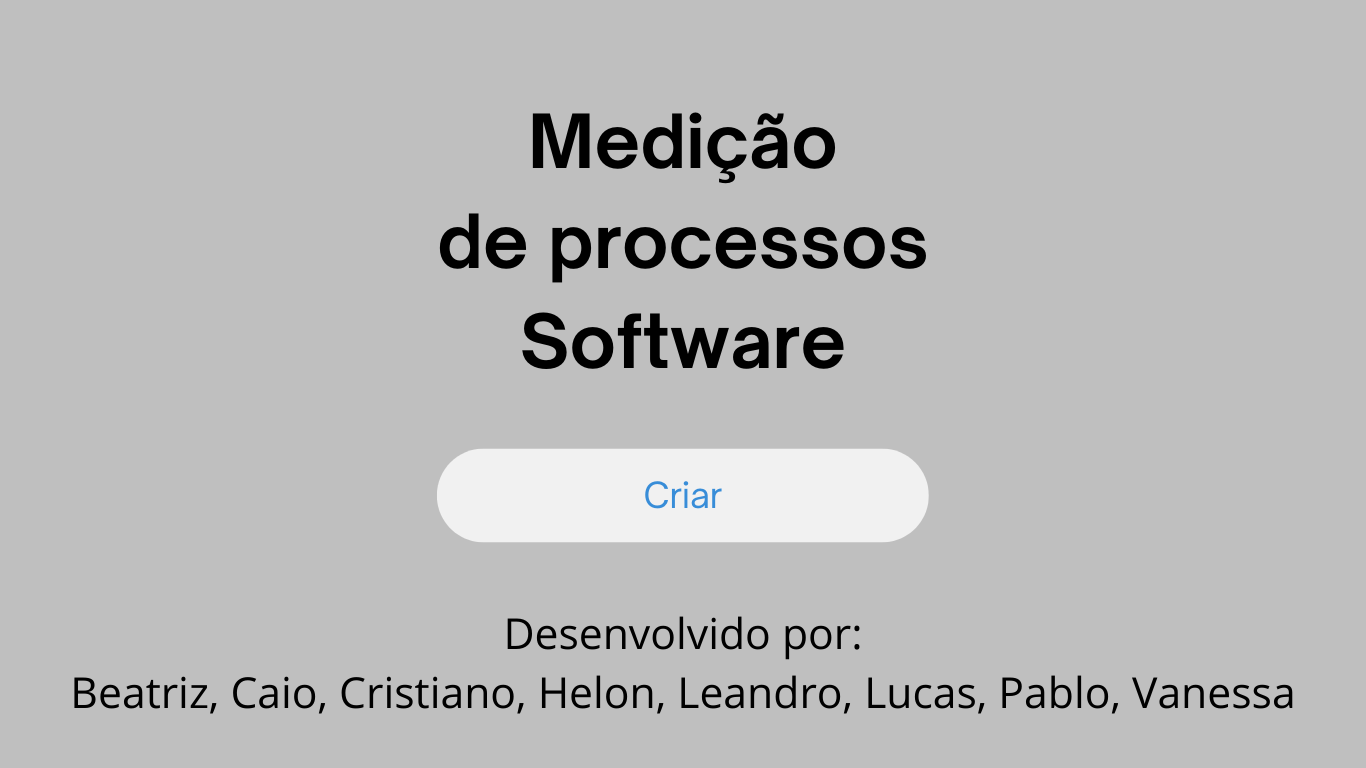 Medição
de processos
Software
Criar
Desenvolvido por:
Beatriz, Caio, Cristiano, Helon, Leandro, Lucas, Pablo, Vanessa